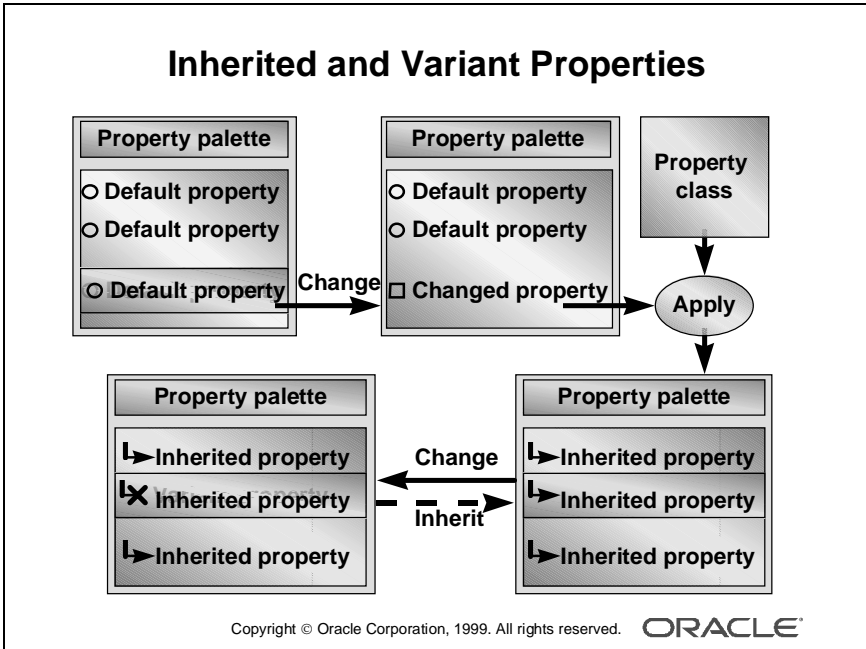 Inherited and Variant Properties
Property palette
Default property
Default property
Default property
Change
Property palette
Default property
Default property
Changed property
Property
class
Apply
Property palette
Inherited property
Inherited property
Inherited property
Change
Inherit
Property palette
Inherited property
Inherited property
Inherited property
Copyright © Oracle Corporation, 1999. All rights reserved.
ORACLE®